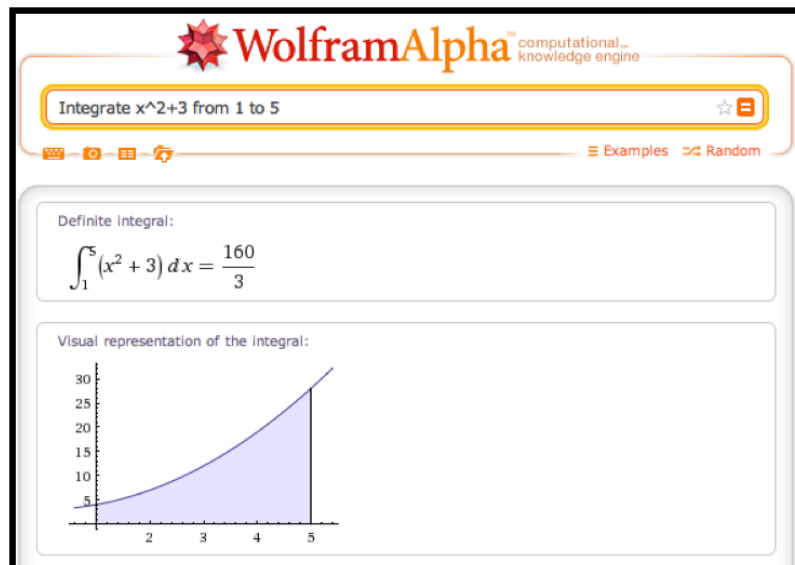 WolframAlpha™ computational...
knowledge engine
Integrate x^2+3 from 1 to 5
Examples Random
Definite integral:
∫₁⁵ (x² + 3) dx = 160/3
Visual representation of the integral:
30
25
20
15
10
5
2 3 4 5